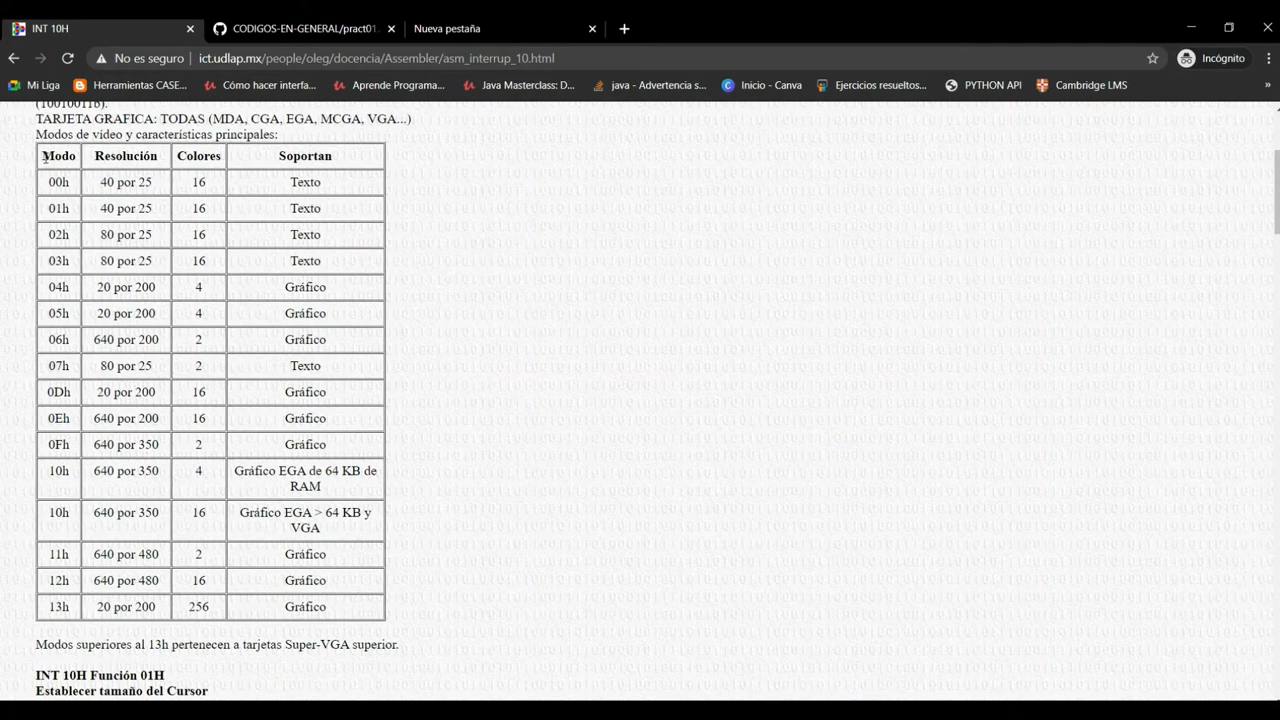 INT 10H
CODIGOS-EN-GENERAL/pract01.
Nueva pestaña
No es seguro
ict.udlap.mx/people/oleg/docencia/Assembler/asm_interrup_10.html
Incógnito
Mi Liga
Herramientas CASE...
Cómo hacer interfa...
Aprende Programa...
Java Masterclass: D...
java - Advertencia s...
Inicio - Canva
Ejercicios resueltos...
PYTHON API
Cambridge LMS
»
(10010011b).
TARJETA GRAFICA: TODAS (MDA, CGA, EGA, MCGA, VGA...)
Modos de vídeo y características principales:
Modo Resolución Colores Soportan
00h 40 por 25 16 Texto
01h 40 por 25 16 Texto
02h 80 por 25 16 Texto
03h 80 por 25 16 Texto
04h 20 por 200 4 Gráfico
05h 20 por 200 4 Gráfico
06h 640 por 200 2 Gráfico
07h 80 por 25 2 Texto
0Dh 20 por 200 16 Gráfico
0Eh 640 por 200 16 Gráfico
0Fh 640 por 350 2 Gráfico
10h 640 por 350 4 Gráfico EGA de 64 KB de
RAM
10h 640 por 350 16 Gráfico EGA > 64 KB y
VGA
11h 640 por 480 2 Gráfico
12h 640 por 480 16 Gráfico
13h 20 por 200 256 Gráfico
Modos superiores al 13h pertenecen a tarjetas Super-VGA superior.
INT 10H Función 01H
Establecer tamaño del Cursor